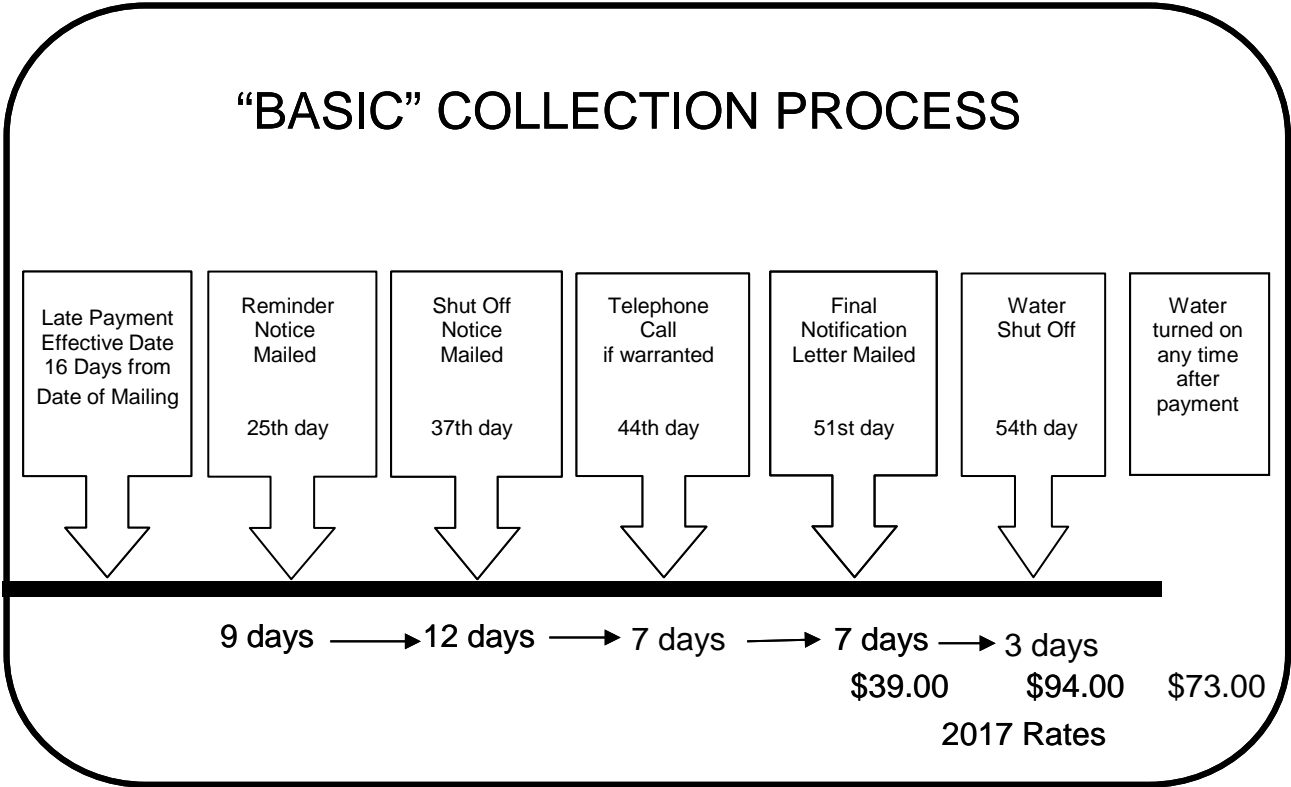 “BASIC” COLLECTION PROCESS
Late Payment
Effective Date
16 Days from
Date of Mailing
Reminder
Notice
Mailed
25th day
Shut Off
Notice
Mailed
37th day
Telephone
Call
if warranted
44th day
Final
Notification
Letter Mailed
51st day
Water
Shut Off
54th day
Water
turned on
any time
after
payment
9 days 12 days 7 days 7 days 3 days
$39.00 $94.00 $73.00
2017 Rates